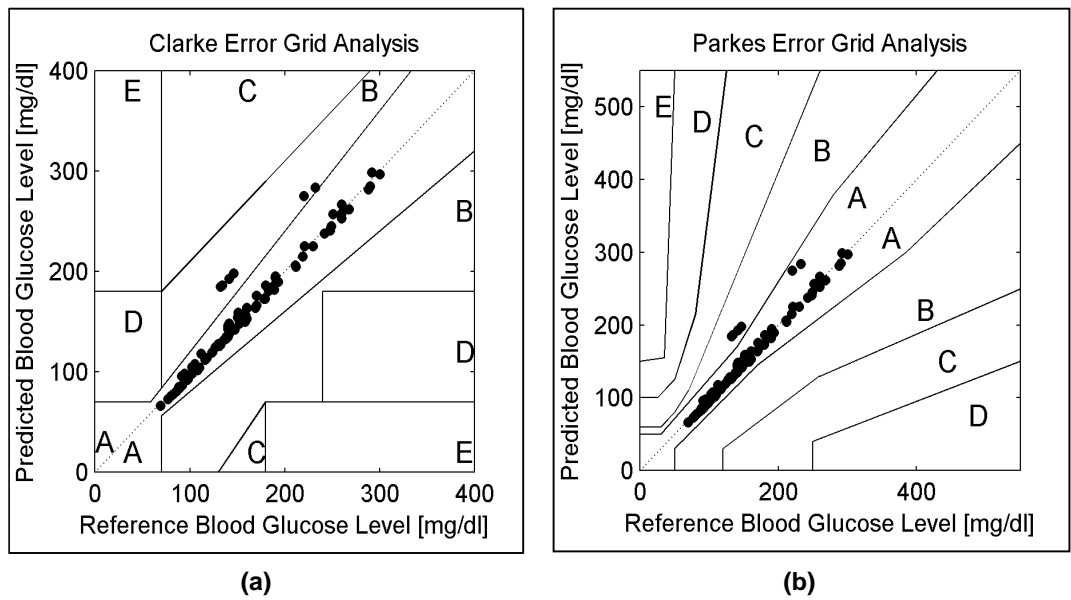 Clarke Error Grid Analysis
Predicted Blood Glucose Level [mg/dl]
400
300
200
100
0
E
C
B
B
D
D
A
A
C
E
0
100
200
300
400
Reference Blood Glucose Level [mg/dl]
(a)
Parkes Error Grid Analysis
Predicted Blood Glucose Level [mg/dl]
500
400
300
200
100
0
E
D
C
B
A
A
B
C
D
0
200
400
Reference Blood Glucose Level [mg/dl]
(b)